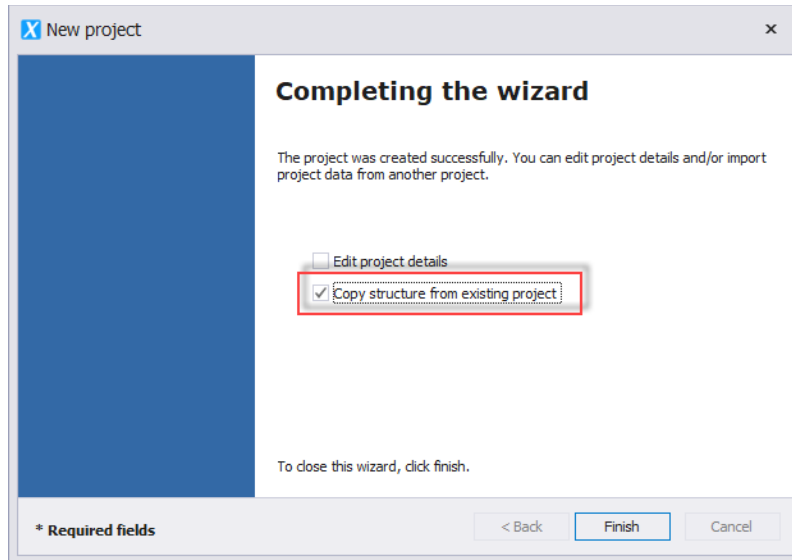 X New project
Completing the wizard
The project was created successfully. You can edit project details and/or import
project data from another project.
Edit project details
Copy structure from existing project
To close this wizard, click finish.
* Required fields
< Back
Finish
Cancel